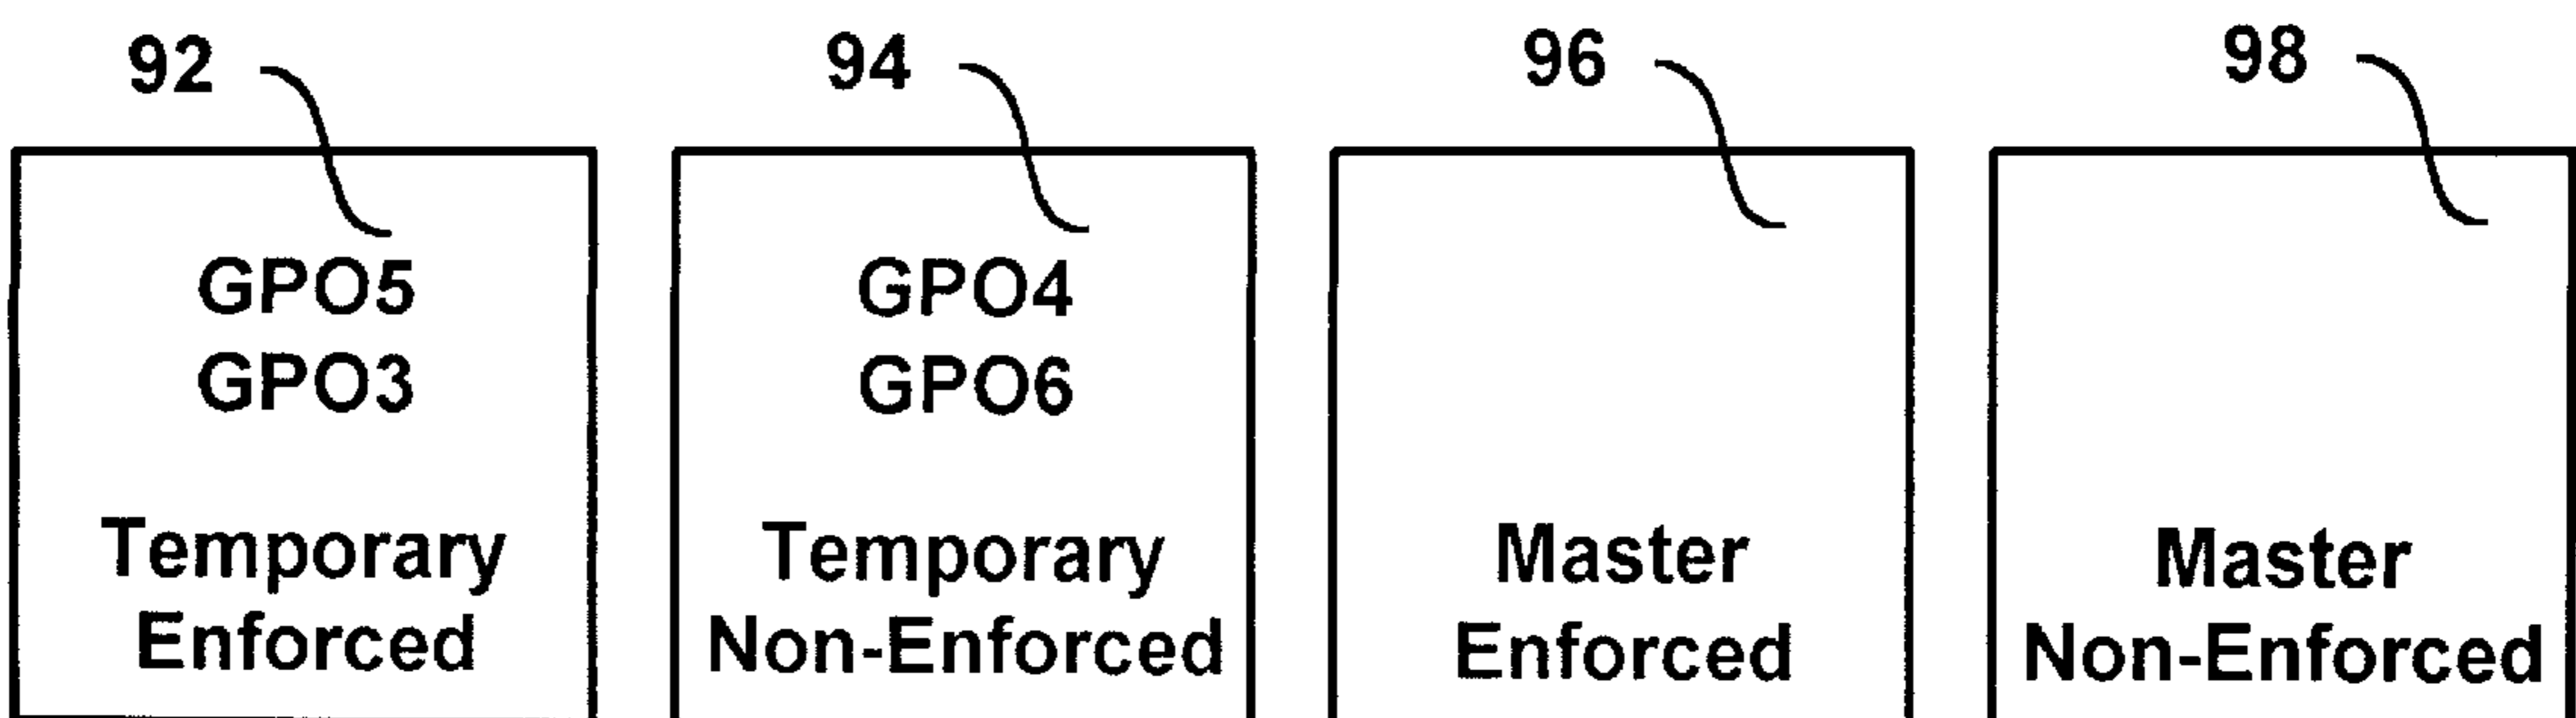 92 94 96 98
GPO5
GPO3
Temporary
Enforced
GPO4
GPO6
Temporary
Non-Enforced
Master
Enforced
Master
Non-Enforced